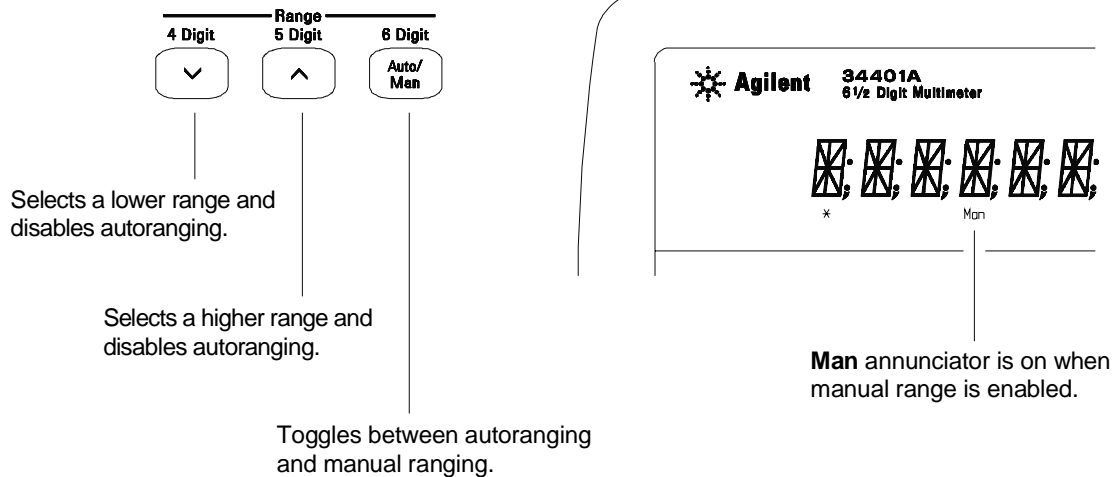 Range
4 Digit 5 Digit 6 Digit
Auto/
Man
Selects a lower range and
disables autoranging.
Selects a higher range and
disables autoranging.
Toggles between autoranging
and manual ranging.
Agilent 34401A
6½ Digit Multimeter
* Man
Man annunciator is on when
manual range is enabled.